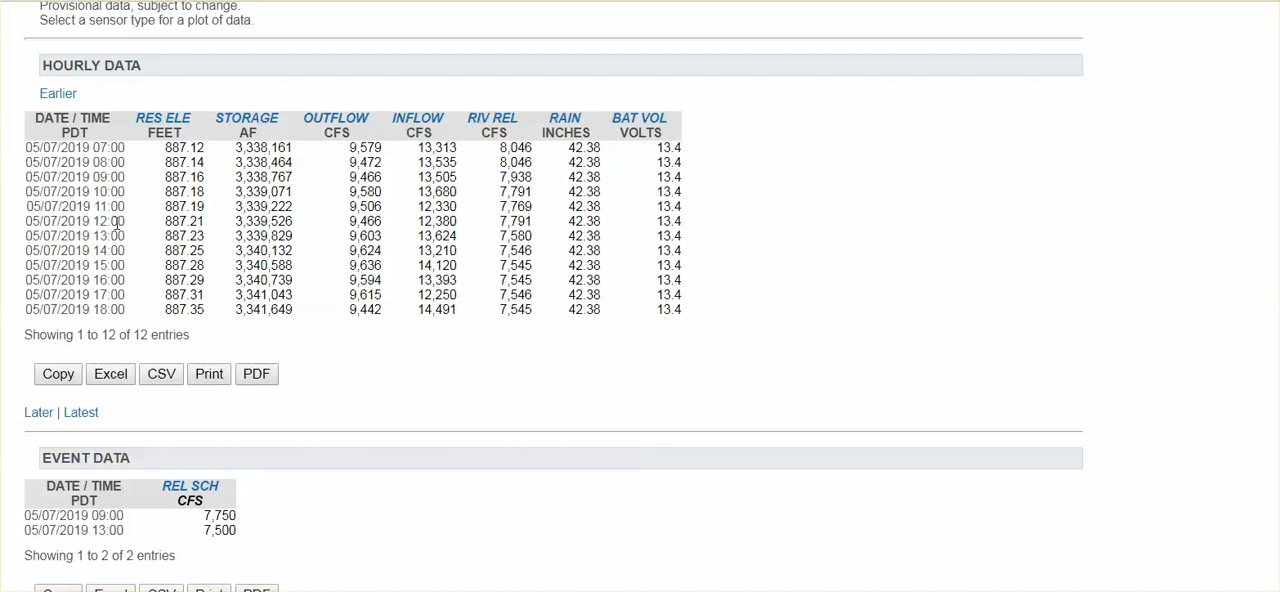 Provisional data, subject to change.
Select a sensor type for a plot of data.
HOURLY DATA
Earlier
DATE / TIME RES ELE STORAGE OUTFLOW INFLOW RIV REL RAIN BAT VOL
PDT FEET AF CFS CFS CFS INCHES VOLTS
05/07/2019 07:00 887.12 3,338,161 9,579 13,313 8,046 42.38 13.4
05/07/2019 08:00 887.14 3,338,464 9,472 13,535 8,046 42.38 13.4
05/07/2019 09:00 887.16 3,338,767 9,466 13,505 7,938 42.38 13.4
05/07/2019 10:00 887.18 3,339,071 9,580 13,680 7,791 42.38 13.4
05/07/2019 11:00 887.19 3,339,222 9,506 12,330 7,769 42.38 13.4
05/07/2019 12:00 887.21 3,339,526 9,466 12,380 7,791 42.38 13.4
05/07/2019 13:00 887.23 3,339,829 9,603 13,624 7,580 42.38 13.4
05/07/2019 14:00 887.25 3,340,132 9,624 13,210 7,546 42.38 13.4
05/07/2019 15:00 887.28 3,340,588 9,636 14,120 7,545 42.38 13.4
05/07/2019 16:00 887.29 3,340,739 9,594 13,393 7,545 42.38 13.4
05/07/2019 17:00 887.31 3,341,043 9,615 12,250 7,546 42.38 13.4
05/07/2019 18:00 887.35 3,341,649 9,442 14,491 7,545 42.38 13.4
Showing 1 to 12 of 12 entries
Copy Excel CSV Print PDF
Later | Latest
EVENT DATA
DATE / TIME REL SCH
PDT CFS
05/07/2019 09:00 7,750
05/07/2019 13:00 7,500
Showing 1 to 2 of 2 entries
Copy Excel CSV Print PDF